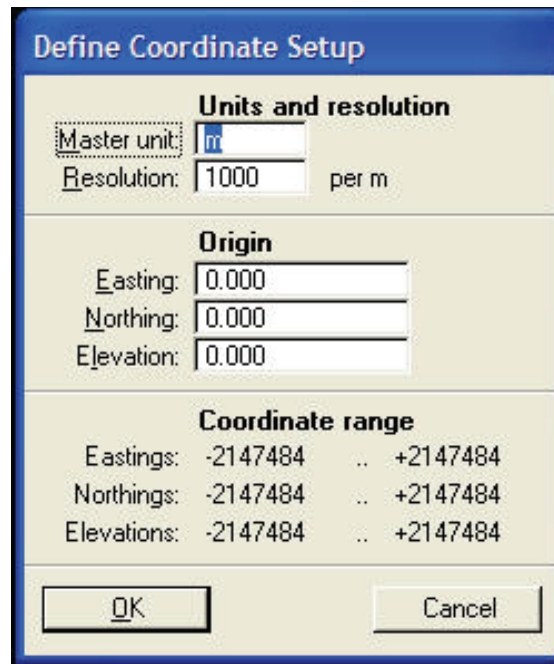 Define Coordinate Setup
Units and resolution
Master unit: m
Resolution: 1000 per m
Origin
Easting: 0.000
Northing: 0.000
Elevation: 0.000
Coordinate range
Eastings: -2147484 .. +2147484
Northings: -2147484 .. +2147484
Elevations: -2147484 .. +2147484
OK Cancel